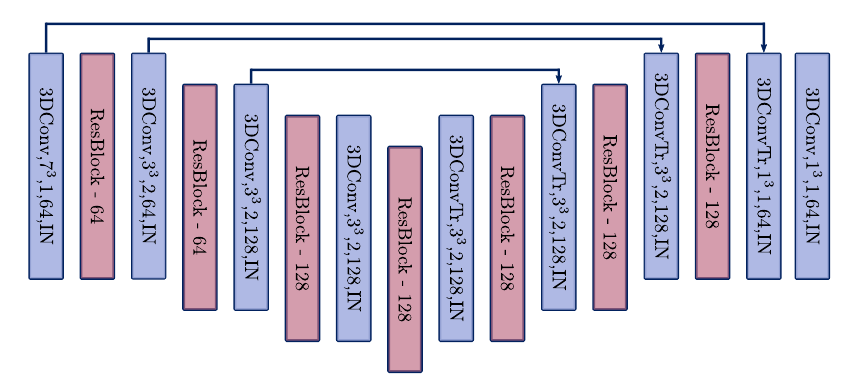 3DConv,7³,1,64,IN
ResBlock - 64
3DConv,3³,2,64,IN
ResBlock - 64
3DConv,3³,2,128,IN
ResBlock - 128
3DConv,3³,2,128,IN
ResBlock - 128
3DConvTr,3³,2,128,IN
ResBlock - 128
3DConvTr,3³,2,128,IN
ResBlock - 128
3DConvTr,3³,2,128,IN
ResBlock - 128
3DConvTr,1³,1,64,IN
3DConv,1³,1,64,IN